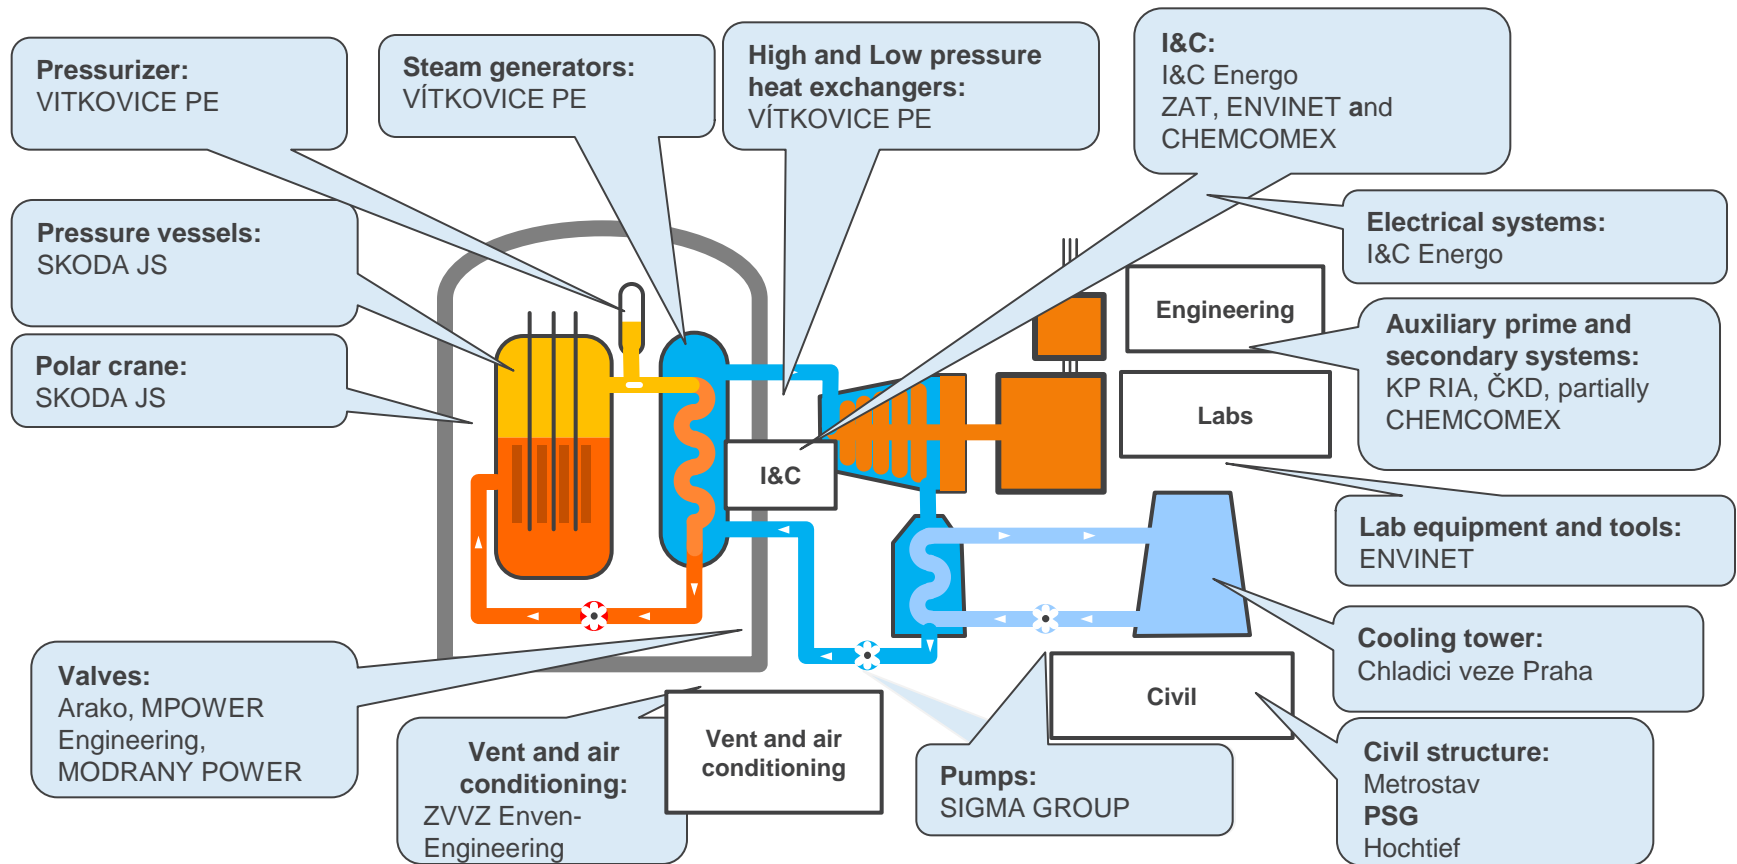 Pressurizer:
VITKOVICE PE
Steam generators:
VÍTKOVICE PE
High and Low pressure
heat exchangers:
VÍTKOVICE PE
I&C:
I&C Energo
ZAT, ENVINET and
CHEMCOMEX
Pressure vessels:
SKODA JS
Electrical systems:
I&C Energo
Engineering
Auxiliary prime and
secondary systems:
KP RIA, ČKD, partially
CHEMCOMEX
Polar crane:
SKODA JS
Labs
I&C
Lab equipment and tools:
ENVINET
Cooling tower:
Chladici veze Praha
Valves:
Arako, MPOWER
Engineering,
MODRANY POWER
Civil
Vent and air
conditioning:
ZVVZ Enven-
Engineering
Vent and air
conditioning
Pumps:
SIGMA GROUP
Civil structure:
Metrostav
PSG
Hochtief